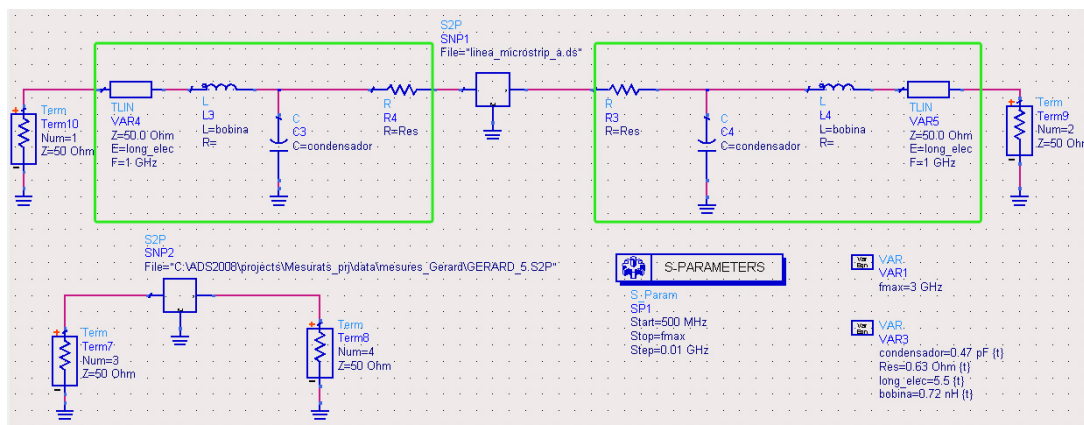 S2P
SNP1
File="linea_microstrip_a.ds"
Term
Term10
Num=1
Z=50 Ohm
TLIN
VAR4
Z=50.0 Ohm
E=long_elec
F=1 GHz
L
L3
L=bobina
R=
C
C3
C=condensador
R
R4
R=Res
R
R3
R=Res
C
C4
C=condensador
L
L4
L=bobina
R=
TLIN
VAR5
Z=50.0 Ohm
E=long_elec
F=1 GHz
Term
Term9
Num=2
Z=50 Ohm
S2P
SNP2
File="C:\ADS2008\projects\Mesurats_prj\data\mesures_Gerard\GERARD_5.S2P"
Term
Term7
Num=3
Z=50 Ohm
Term
Term8
Num=4
Z=50 Ohm
S-PARAMETERS
S_Param
SP1
Start=500 MHz
Stop=fmax
Step=0.01 GHz
Var
Eqn
VAR
VAR1
fmax=3 GHz
Var
Eqn
VAR
VAR3
condensador=0.47 pF {t}
Res=0.63 Ohm {t}
long_elec=5.5 {t}
bobina=0.72 nH {t}